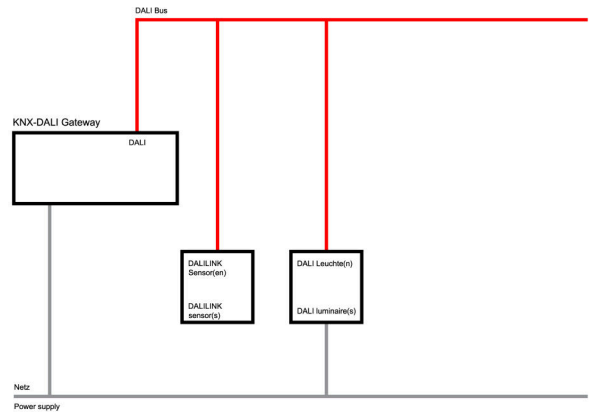 DALI Bus
KNX-DALI Gateway
DALI
DALILINK
Sensor(en)
DALILINK
sensor(s)
DALI Leuchte(n)
DALI luminaire(s)
Netz
Power supply